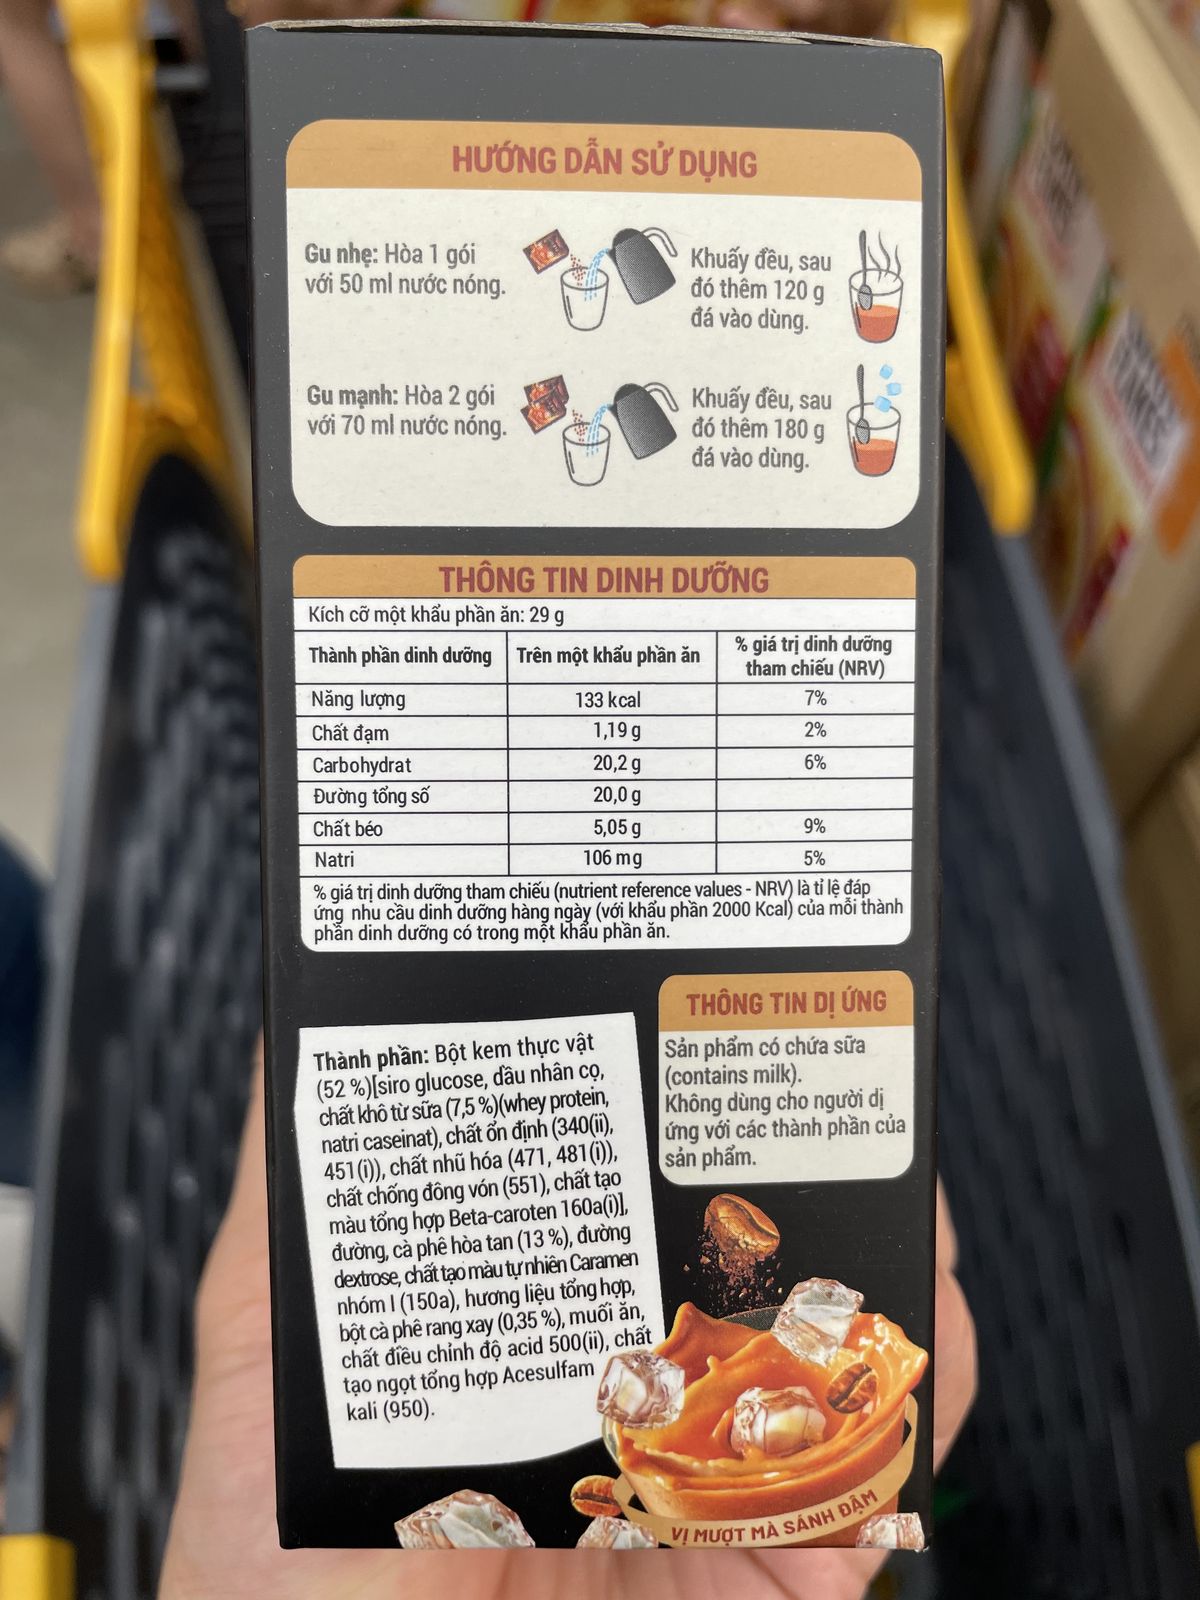 HƯỚNG DẪN SỬ DỤNG
Gu nhẹ: Hòa 1 gói
với 50 ml nước nóng.
Khuấy đều, sau
đó thêm 120 g
đá vào dùng.
Gu mạnh: Hòa 2 gói
với 70 ml nước nóng.
Khuấy đều, sau
đó thêm 180 g
đá vào dùng.
THÔNG TIN DINH DƯỠNG
Kích cỡ một khẩu phần ăn: 29 g
Thành phần dinh dưỡng Trên một khẩu phần ăn % giá trị dinh dưỡng
tham chiếu (NRV)
Năng lượng 133 kcal 7%
Chất đạm 1,19 g 2%
Carbohydrat 20,2 g 6%
Đường tổng số 20,0 g
Chất béo 5,05 g 9%
Natri 106 mg 5%
% giá trị dinh dưỡng tham chiếu (nutrient reference values - NRV) là tỉ lệ đáp
ứng nhu cầu dinh dưỡng hàng ngày (với khẩu phần 2000 Kcal) của mỗi thành
phần dinh dưỡng có trong một khẩu phần ăn.
Thành phần: Bột kem thực vật
(52 %)[siro glucose, dầu nhân cọ,
chất khô từ sữa (7,5 %)(whey protein,
natri caseinat), chất ổn định (340(ii),
451(i)), chất nhũ hóa (471, 481(i)),
chất chống đông vón (551), chất tạo
màu tổng hợp Beta-caroten 160a(i)],
đường, cà phê hòa tan (13 %), đường
dextrose, chất tạo màu tự nhiên Caramen
nhóm I (150a), hương liệu tổng hợp,
bột cà phê rang xay (0,35 %), muối ăn,
chất điều chỉnh độ acid 500(ii), chất
tạo ngọt tổng hợp Acesulfam
kali (950).
THÔNG TIN DỊ ỨNG
Sản phẩm có chứa sữa
(contains milk).
Không dùng cho người dị
ứng với các thành phần của
sản phẩm.
VỊ MƯỢT MÀ SÁNH ĐẬM